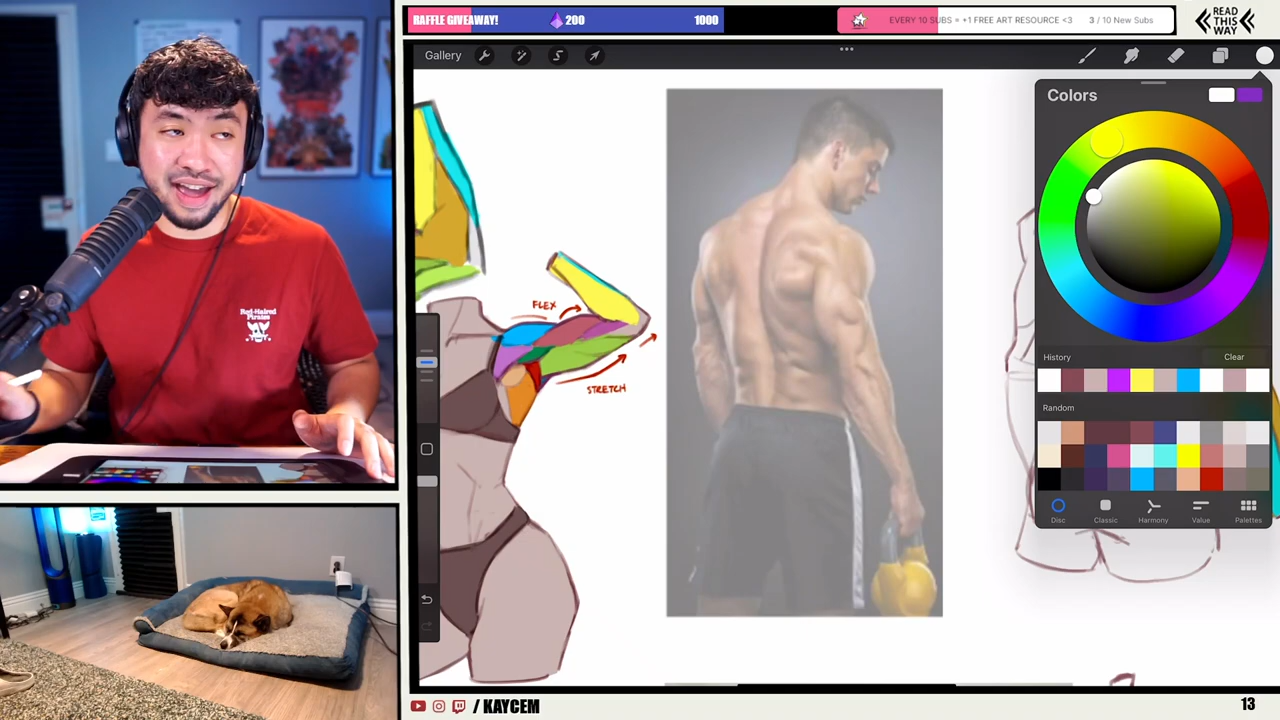 RAFFLE GIVEAWAY!
200
1000
EVERY 10 SUBS = +1 FREE ART RESOURCE <3
3 / 10 New Subs
READ
THIS
WAY
Gallery
Colors
History
Clear
Random
Disc
Classic
Harmony
Value
Palettes
FLEX
STRETCH
Red-Haired
Pirates
/ KAYCEM
13